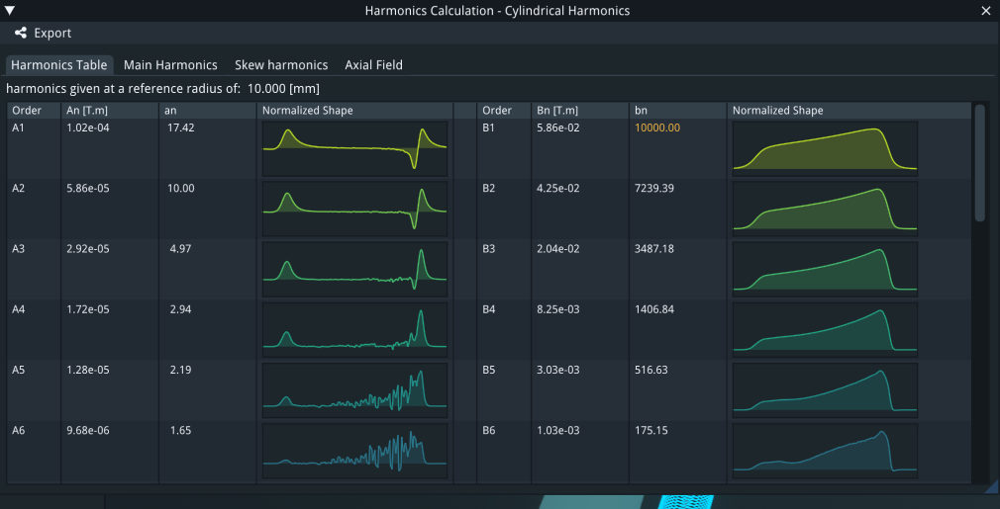 Harmonics Calculation - Cylindrical Harmonics
Export
Harmonics Table Main Harmonics Skew harmonics Axial Field
harmonics given at a reference radius of: 10.000 [mm]
Order An [T.m] an Normalized Shape Order Bn [T.m] bn Normalized Shape
A1 1.02e-04 17.42 B1 5.86e-02 10000.00
A2 5.86e-05 10.00 B2 4.25e-02 7239.39
A3 2.92e-05 4.97 B3 2.04e-02 3487.18
A4 1.72e-05 2.94 B4 8.25e-03 1406.84
A5 1.28e-05 2.19 B5 3.03e-03 516.63
A6 9.68e-06 1.65 B6 1.03e-03 175.15